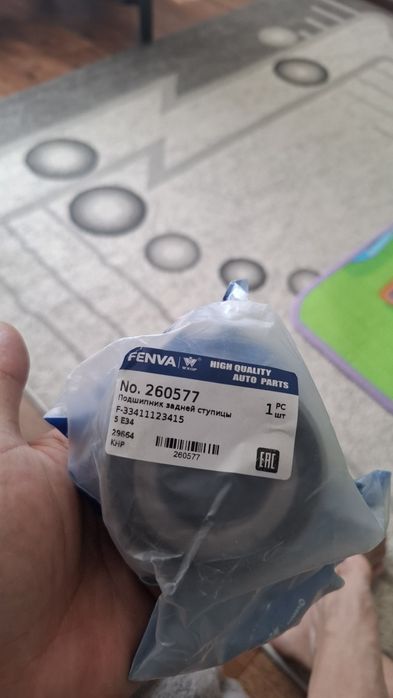 FENVA
HIGH QUALITY
AUTO PARTS
No. 260577
Подшипник задней ступицы
F-33411123415
5 E34
29664
КНР
1 PC
ШТ
260577
EAC